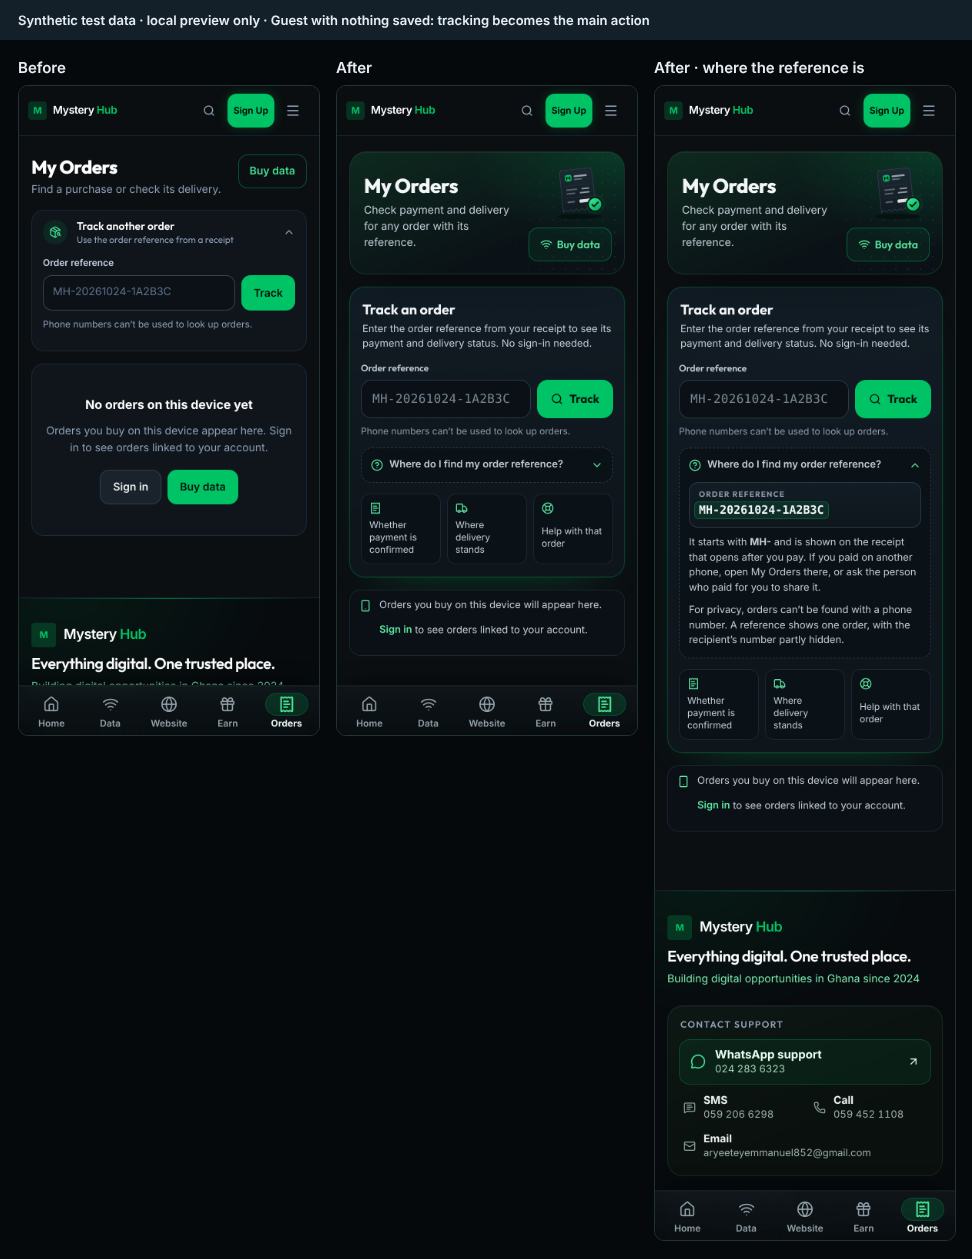 Synthetic test data · local preview only · Guest with nothing saved: tracking becomes the main action
Before
M Mystery Hub
Sign Up
My Orders
Find a purchase or check its delivery.
Buy data
Track another order
Use the order reference from a receipt
Order reference
MH-20261024-1A2B3C
Track
Phone numbers can't be used to look up orders.
No orders on this device yet
Orders you buy on this device appear here. Sign
in to see orders linked to your account.
Sign in
Buy data
M Mystery Hub
Everything digital. One trusted place.
Building digital opportunities in Ghana since 2024
Home
Data
Website
Earn
Orders
After
M Mystery Hub
Sign Up
My Orders
Check payment and delivery
for any order with its
reference.
Buy data
Track an order
Enter the order reference from your receipt to see its
payment and delivery status. No sign-in needed.
Order reference
MH-20261024-1A2B3C
Track
Phone numbers can't be used to look up orders.
Where do I find my order reference?
Whether
payment is
confirmed
Where
delivery
stands
Help with that
order
Orders you buy on this device will appear here.
Sign in to see orders linked to your account.
Home
Data
Website
Earn
Orders
After · where the reference is
M Mystery Hub
Sign Up
My Orders
Check payment and delivery
for any order with its
reference.
Buy data
Track an order
Enter the order reference from your receipt to see its
payment and delivery status. No sign-in needed.
Order reference
MH-20261024-1A2B3C
Track
Phone numbers can't be used to look up orders.
Where do I find my order reference?
ORDER REFERENCE
MH-20261024-1A2B3C
It starts with MH- and is shown on the receipt
that opens after you pay. If you paid on another
phone, open My Orders there, or ask the person
who paid for you to share it.
For privacy, orders can't be found with a phone
number. A reference shows one order, with the
recipient's number partly hidden.
Whether
payment is
confirmed
Where
delivery
stands
Help with that
order
Orders you buy on this device will appear here.
Sign in to see orders linked to your account.
M Mystery Hub
Everything digital. One trusted place.
Building digital opportunities in Ghana since 2024
CONTACT SUPPORT
WhatsApp support
024 283 6323
SMS
059 206 6298
Call
059 452 1108
Email
aryeeteyemmanuel852@gmail.com
Home
Data
Website
Earn
Orders